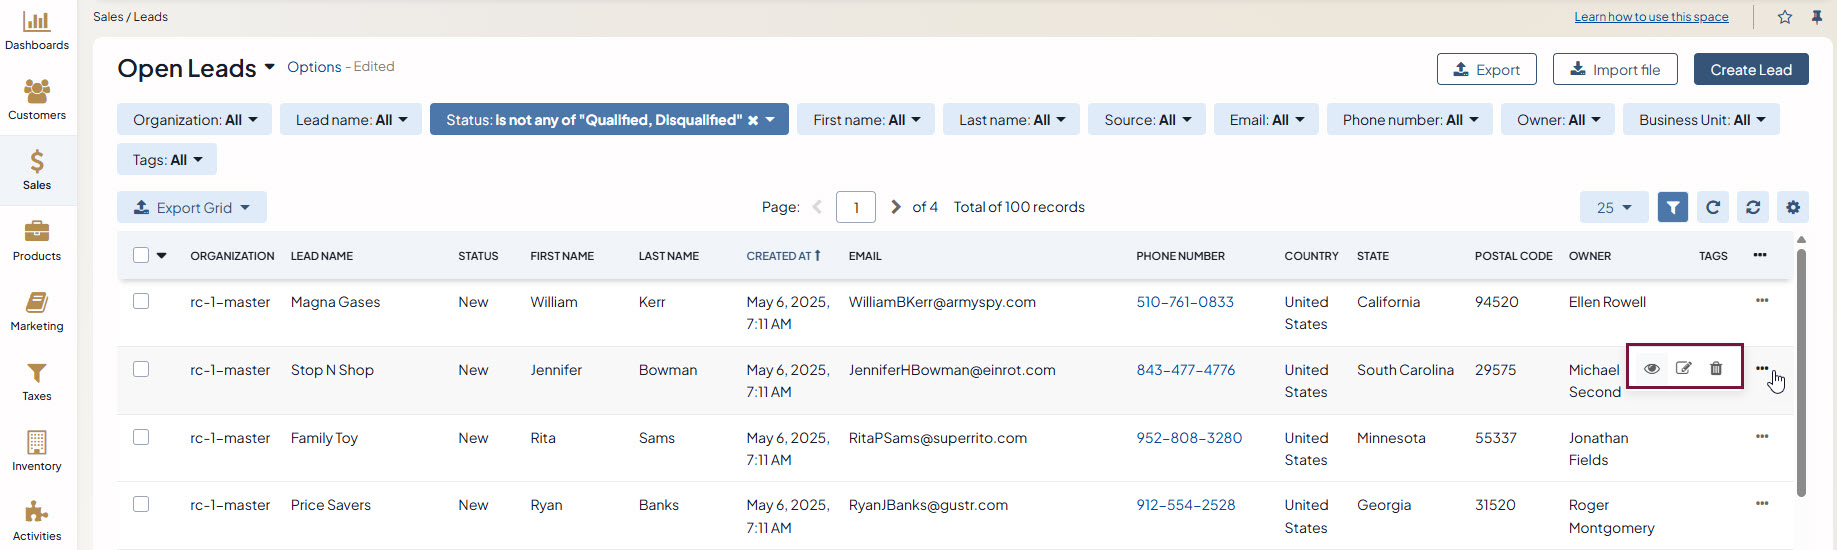 Dashboards
Customers
Sales
Products
Marketing
Taxes
Inventory
Activities
Sales / Leads
Learn how to use this space
Open Leads Options - Edited
Export Import file Create Lead
Organization: All Lead name: All Status: Is not any of "Qualified, Disqualified" First name: All Last name: All Source: All Email: All Phone number: All Owner: All Business Unit: All
Tags: All
Export Grid Page: 1 of 4 Total of 100 records 25
ORGANIZATION LEAD NAME STATUS FIRST NAME LAST NAME CREATED AT EMAIL PHONE NUMBER COUNTRY STATE POSTAL CODE OWNER TAGS
rc-1-master Magna Gases New William Kerr May 6, 2025, WilliamBKerr@armyspy.com 510-761-0833 United California 94520 Ellen Rowell
7:11 AM States
rc-1-master Stop N Shop New Jennifer Bowman May 6, 2025, JenniferHBowman@einrot.com 843-477-4776 United South Carolina 29575 Michael
7:11 AM States Second
rc-1-master Family Toy New Rita Sams May 6, 2025, RitaPSams@superrito.com 952-808-3280 United Minnesota 55337 Jonathan
7:11 AM States Fields
rc-1-master Price Savers New Ryan Banks May 6, 2025, RyanJBanks@gustr.com 912-554-2528 United Georgia 31520 Roger
7:11 AM States Montgomery